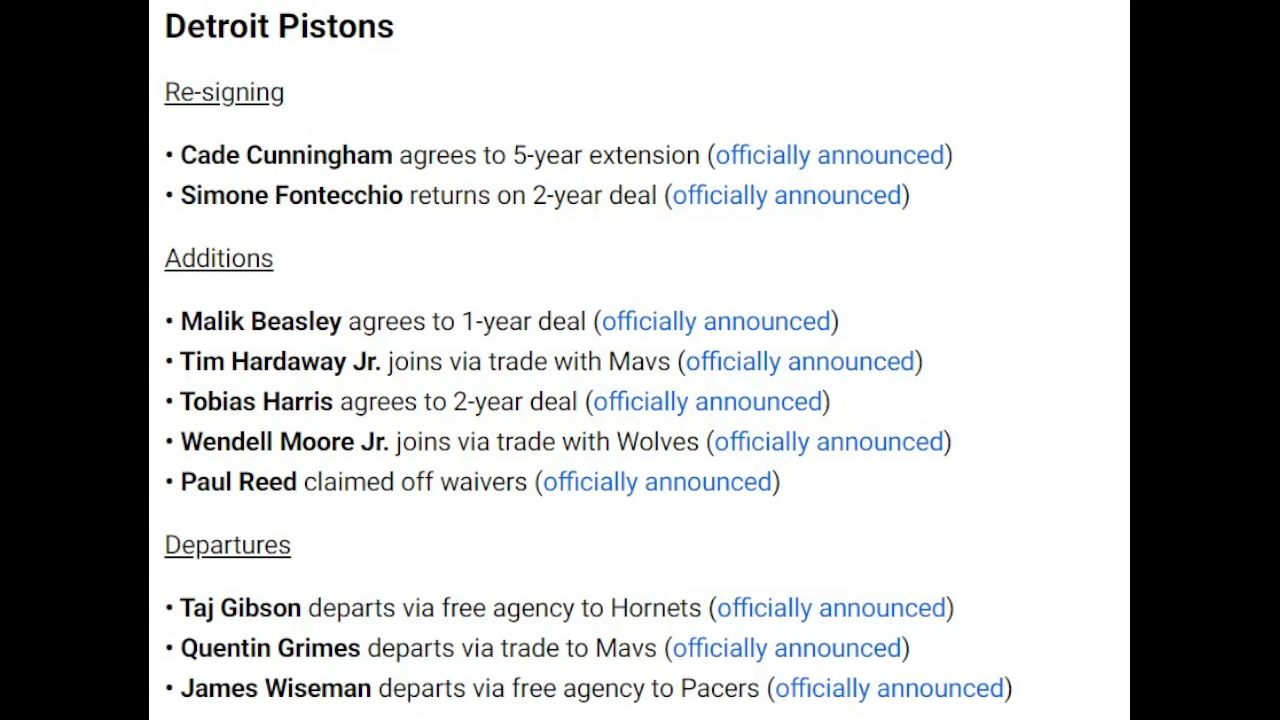 Detroit Pistons
Re-signing
• Cade Cunningham agrees to 5-year extension (officially announced)
• Simone Fontecchio returns on 2-year deal (officially announced)
Additions
• Malik Beasley agrees to 1-year deal (officially announced)
• Tim Hardaway Jr. joins via trade with Mavs (officially announced)
• Tobias Harris agrees to 2-year deal (officially announced)
• Wendell Moore Jr. joins via trade with Wolves (officially announced)
• Paul Reed claimed off waivers (officially announced)
Departures
• Taj Gibson departs via free agency to Hornets (officially announced)
• Quentin Grimes departs via trade to Mavs (officially announced)
• James Wiseman departs via free agency to Pacers (officially announced)